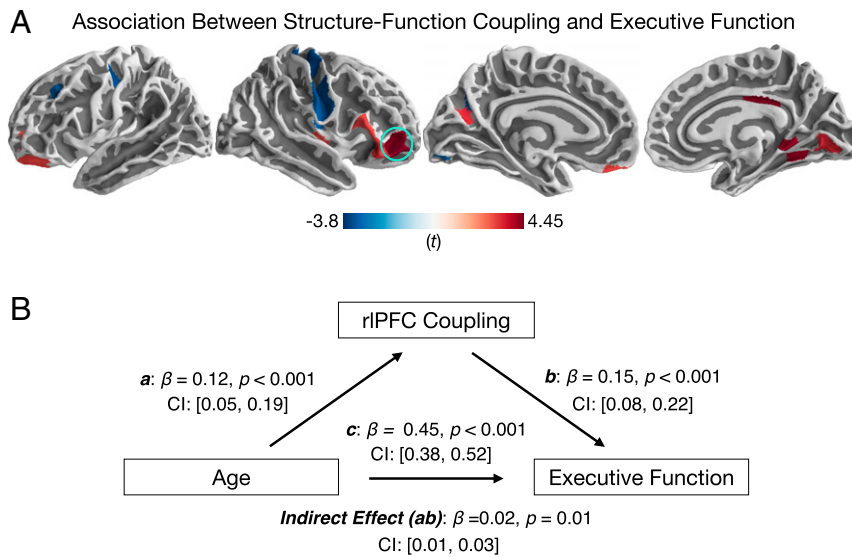 A
Association Between Structure-Function Coupling and Executive Function
-3.8 4.45
(t)
B
rlPFC Coupling
a: β = 0.12, p < 0.001
CI: [0.05, 0.19]
b: β = 0.15, p < 0.001
CI: [0.08, 0.22]
c: β = 0.45, p < 0.001
CI: [0.38, 0.52]
Age
Executive Function
Indirect Effect (ab): β =0.02, p = 0.01
CI: [0.01, 0.03]